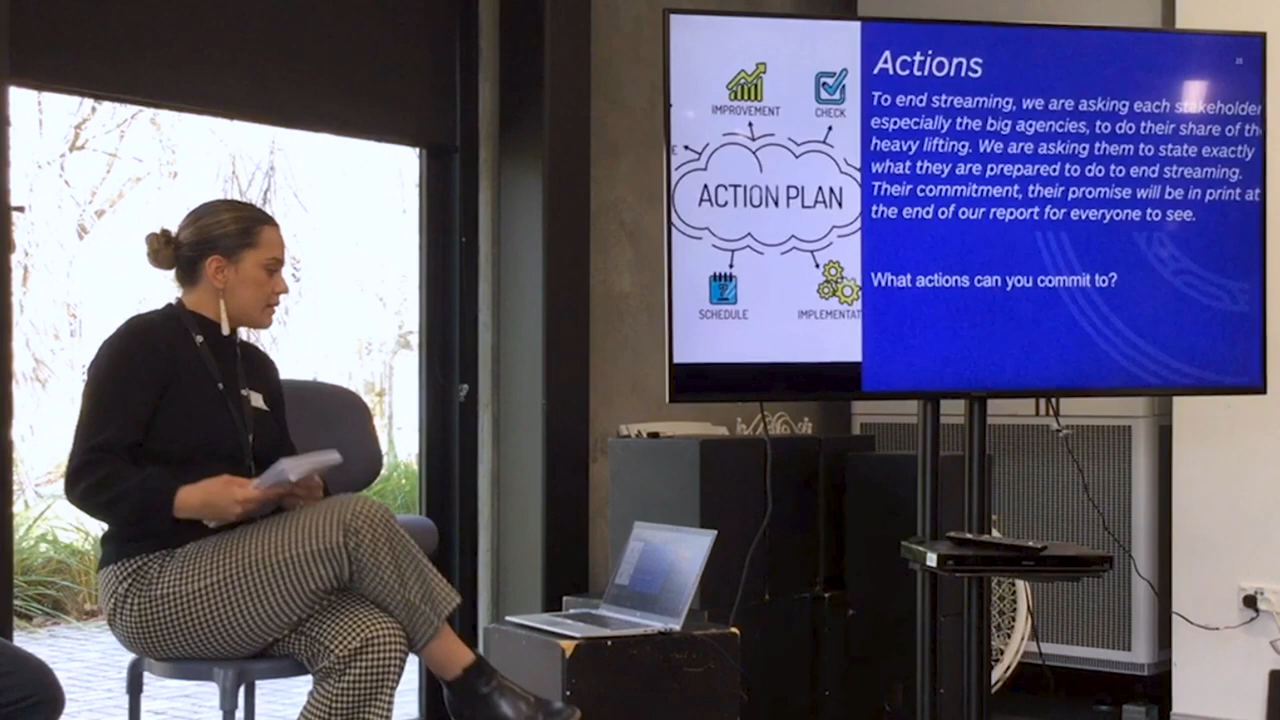 IMPROVEMENT
CHECK
ACTION PLAN
SCHEDULE
IMPLEMENTAT
Actions
To end streaming, we are asking each stakeholder
especially the big agencies, to do their share of the
heavy lifting. We are asking them to state exactly
what they are prepared to do to end streaming.
Their commitment, their promise will be in print at
the end of our report for everyone to see.
What actions can you commit to?